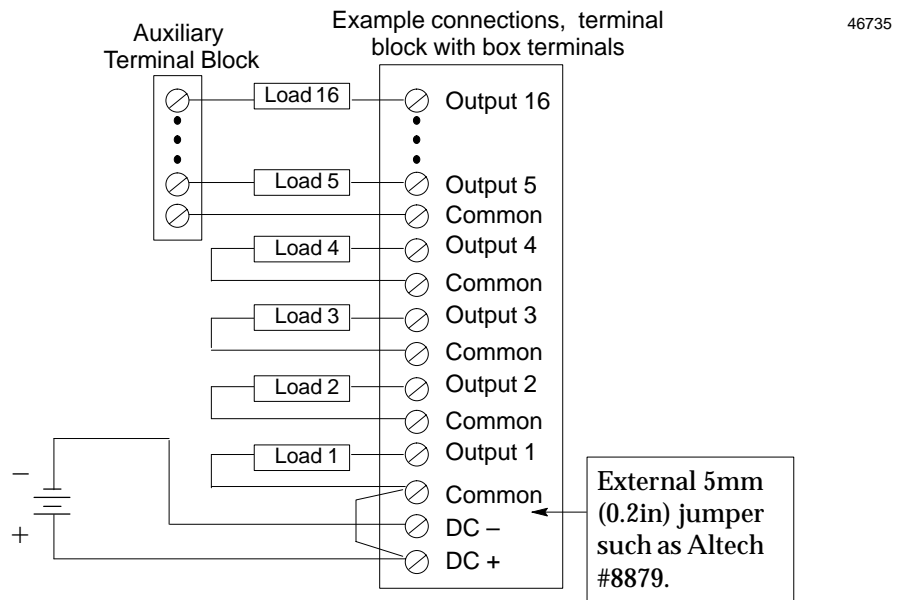 46735
Example connections, terminal
block with box terminals
Auxiliary
Terminal Block
Load 16
Output 16
Load 5
Output 5
Common
Load 4
Output 4
Common
Load 3
Output 3
Common
Load 2
Output 2
Common
Load 1
Output 1
Common
–
DC –
+
DC +
External 5mm
(0.2in) jumper
such as Altech
#8879.